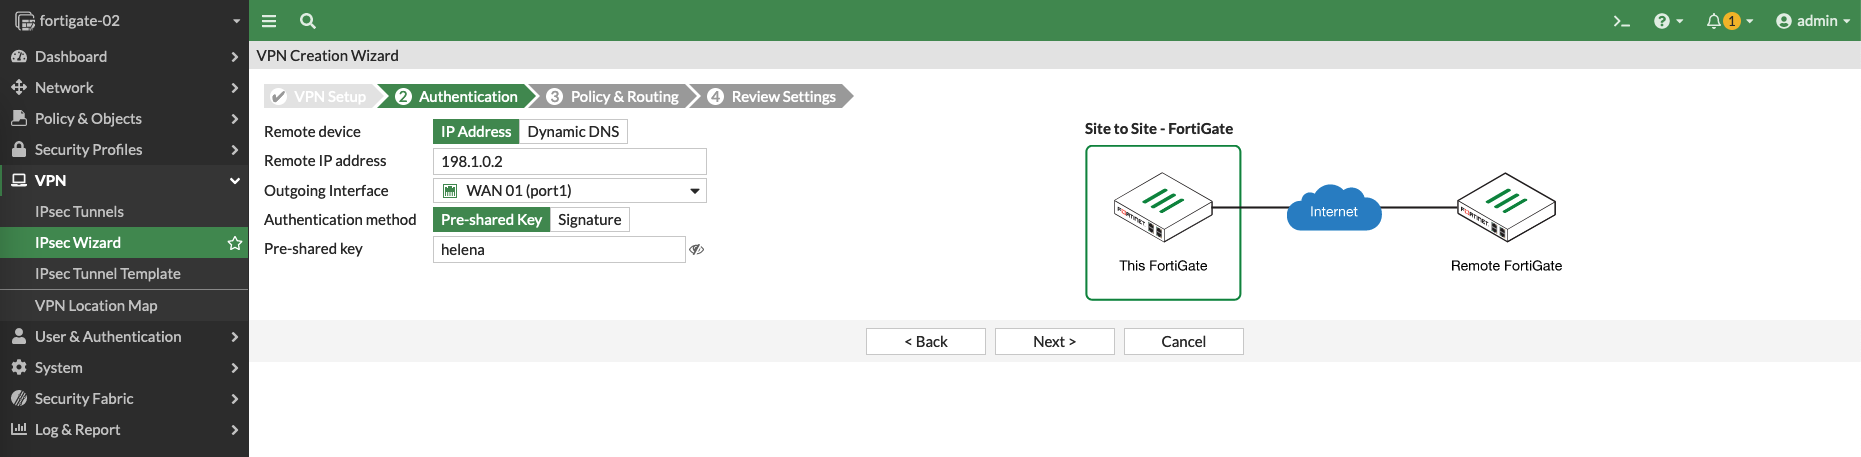 fortigate-02
1
admin
Dashboard
Network
Policy & Objects
Security Profiles
VPN
IPsec Tunnels
IPsec Wizard
IPsec Tunnel Template
VPN Location Map
User & Authentication
System
Security Fabric
Log & Report
VPN Creation Wizard
VPN Setup 2 Authentication 3 Policy & Routing 4 Review Settings
Remote device IP Address Dynamic DNS
Remote IP address 198.1.0.2
Outgoing Interface WAN 01 (port1)
Authentication method Pre-shared Key Signature
Pre-shared key helena
Site to Site - FortiGate
FORTINET
Internet
FORTINET
This FortiGate
Remote FortiGate
< Back Next > Cancel